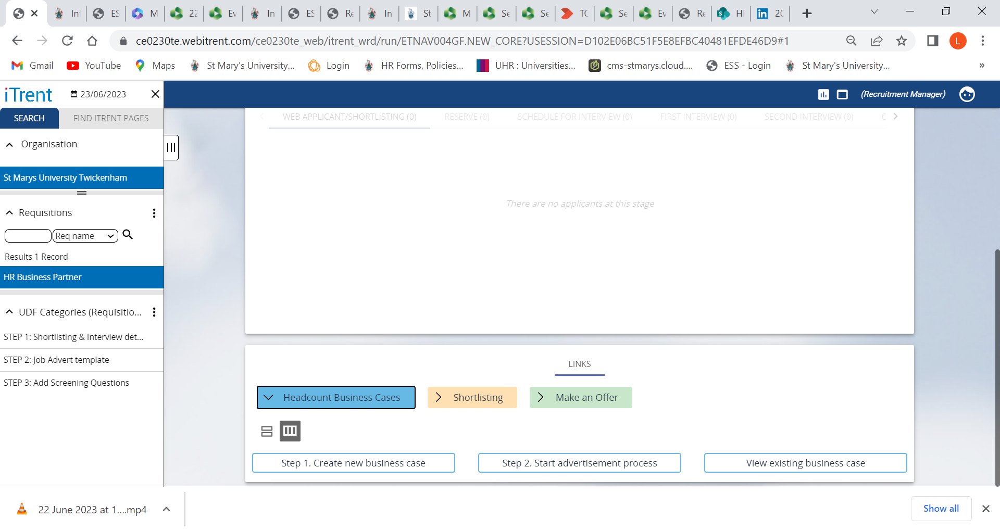 In
ES
M
22
Ev
In
ES
Re
In
St
M
Se
Se
TC
Se
Ev
Re
HI
20
ce0230te.webitrent.com/ce0230te_web/itrent_wrd/run/ETNAV004GF.NEW_CORE?USESSION=D102E06BC51F5E8EFBC40481EFDE46D9#1
L
Gmail YouTube Maps St Mary's University... Login HR Forms, Policies... UHR : Universities... cms-stmarys.cloud.... ESS - Login St Mary's University... »
iTrent 23/06/2023
(Recruitment Manager)
SEARCH FIND ITRENT PAGES
WEB APPLICANT/SHORTLISTING (0) RESERVE (0) SCHEDULE FOR INTERVIEW (0) FIRST INTERVIEW (0) SECOND INTERVIEW (0)
Organisation
St Marys University Twickenham
Requisitions
Req name
Results 1 Record
HR Business Partner
UDF Categories (Requisitio...
STEP 1: Shortlisting & Interview det...
STEP 2: Job Advert template
STEP 3: Add Screening Questions
There are no applicants at this stage
LINKS
Headcount Business Cases Shortlisting Make an Offer
Step 1. Create new business case Step 2. Start advertisement process View existing business case
22 June 2023 at 1....mp4
Show all